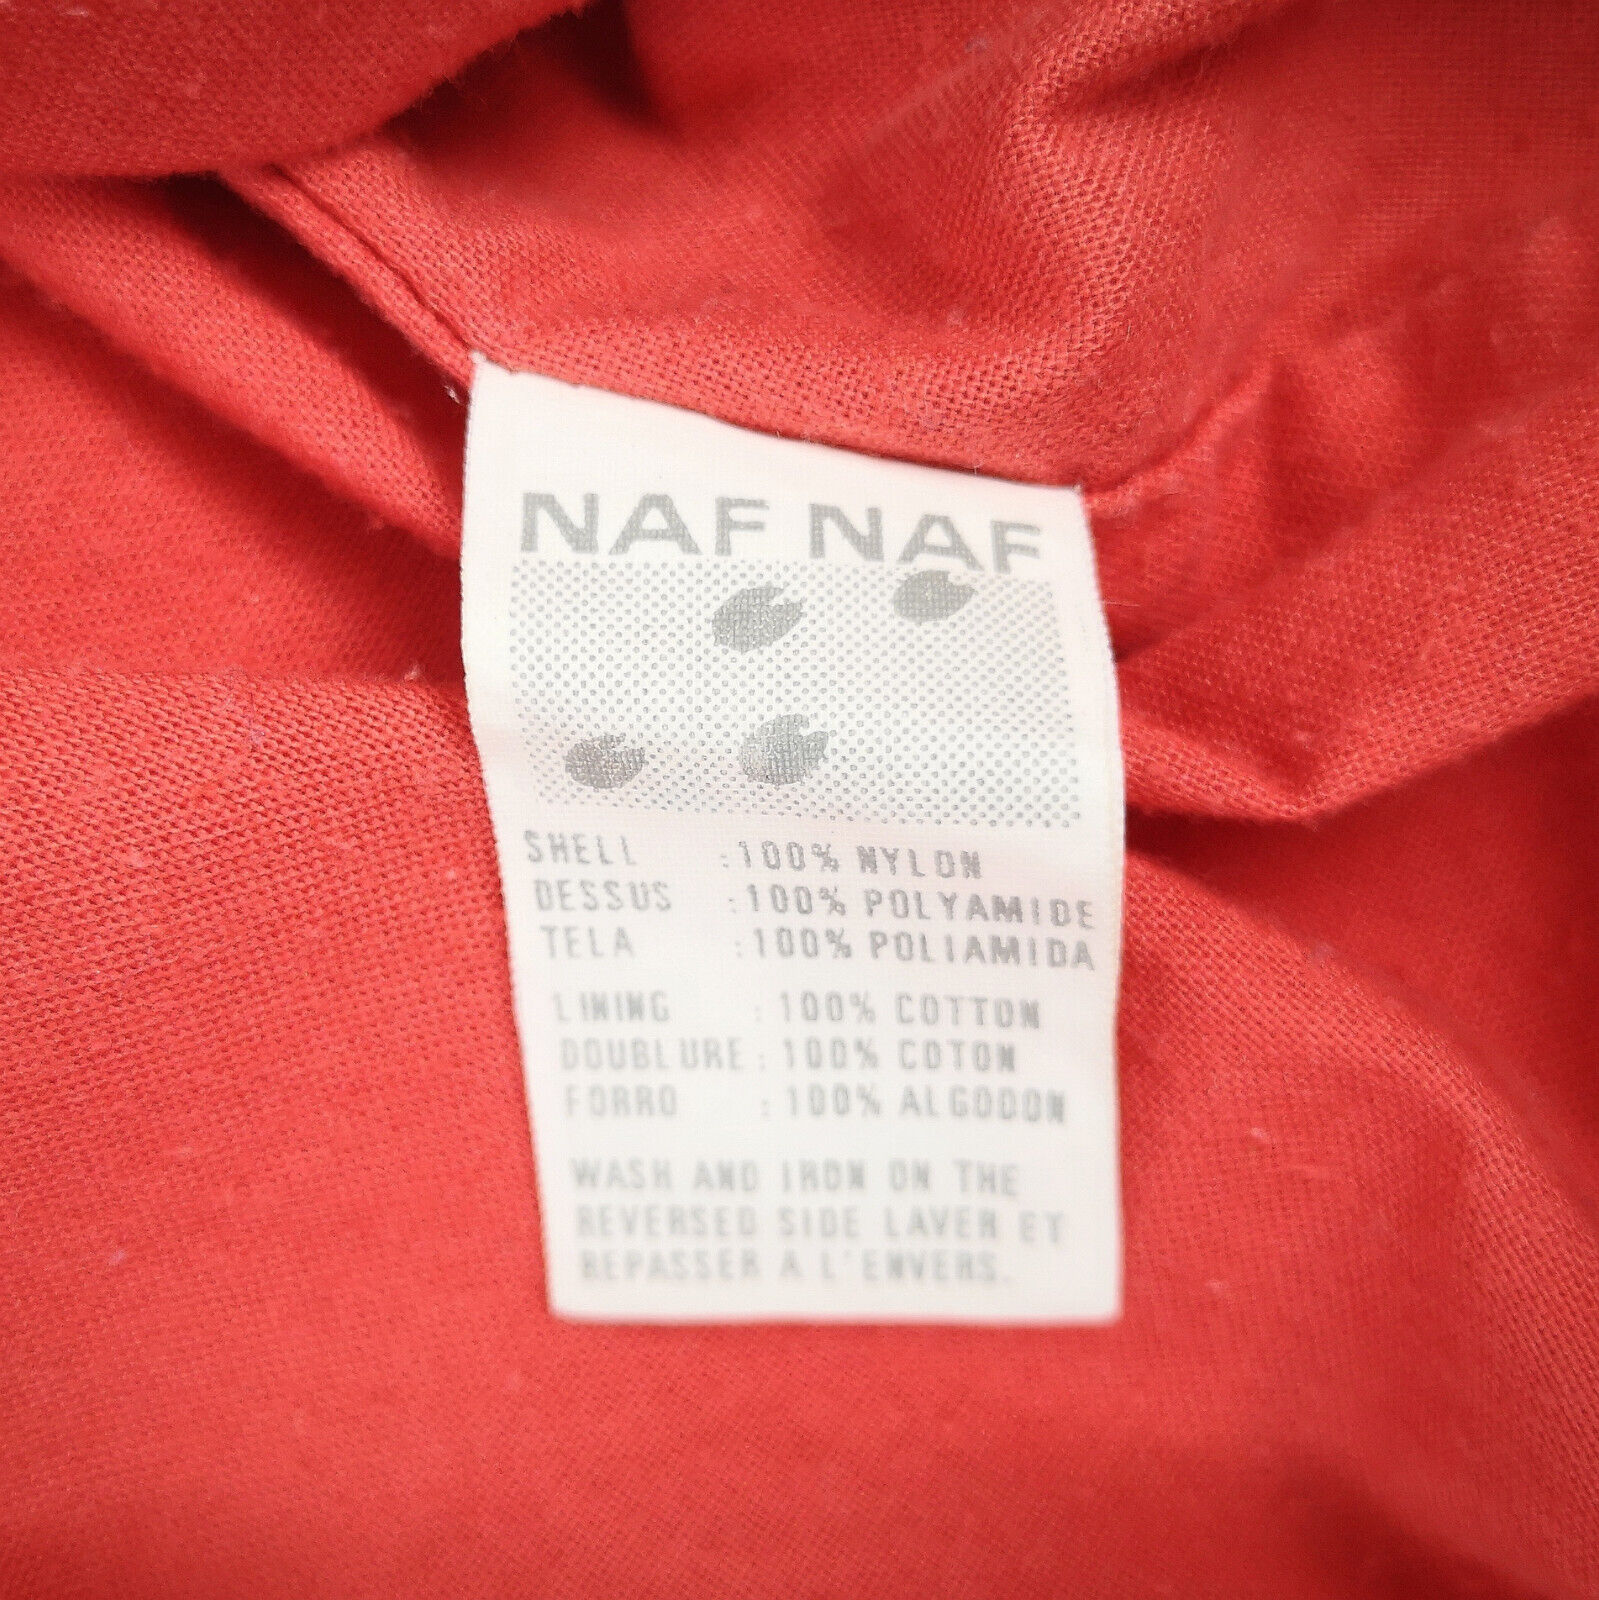 NAF NAF
SHELL :100% NYLON
DESSUS :100% POLYAMIDE
TELA :100% POLIAMIDA
LINING : 100% COTTON
DOUBLURE : 100% COTON
FORRO : 100% ALGODON
WASH AND IRON ON THE
REVERSED SIDE LAVER ET
REPASSER A L'ENVERS.